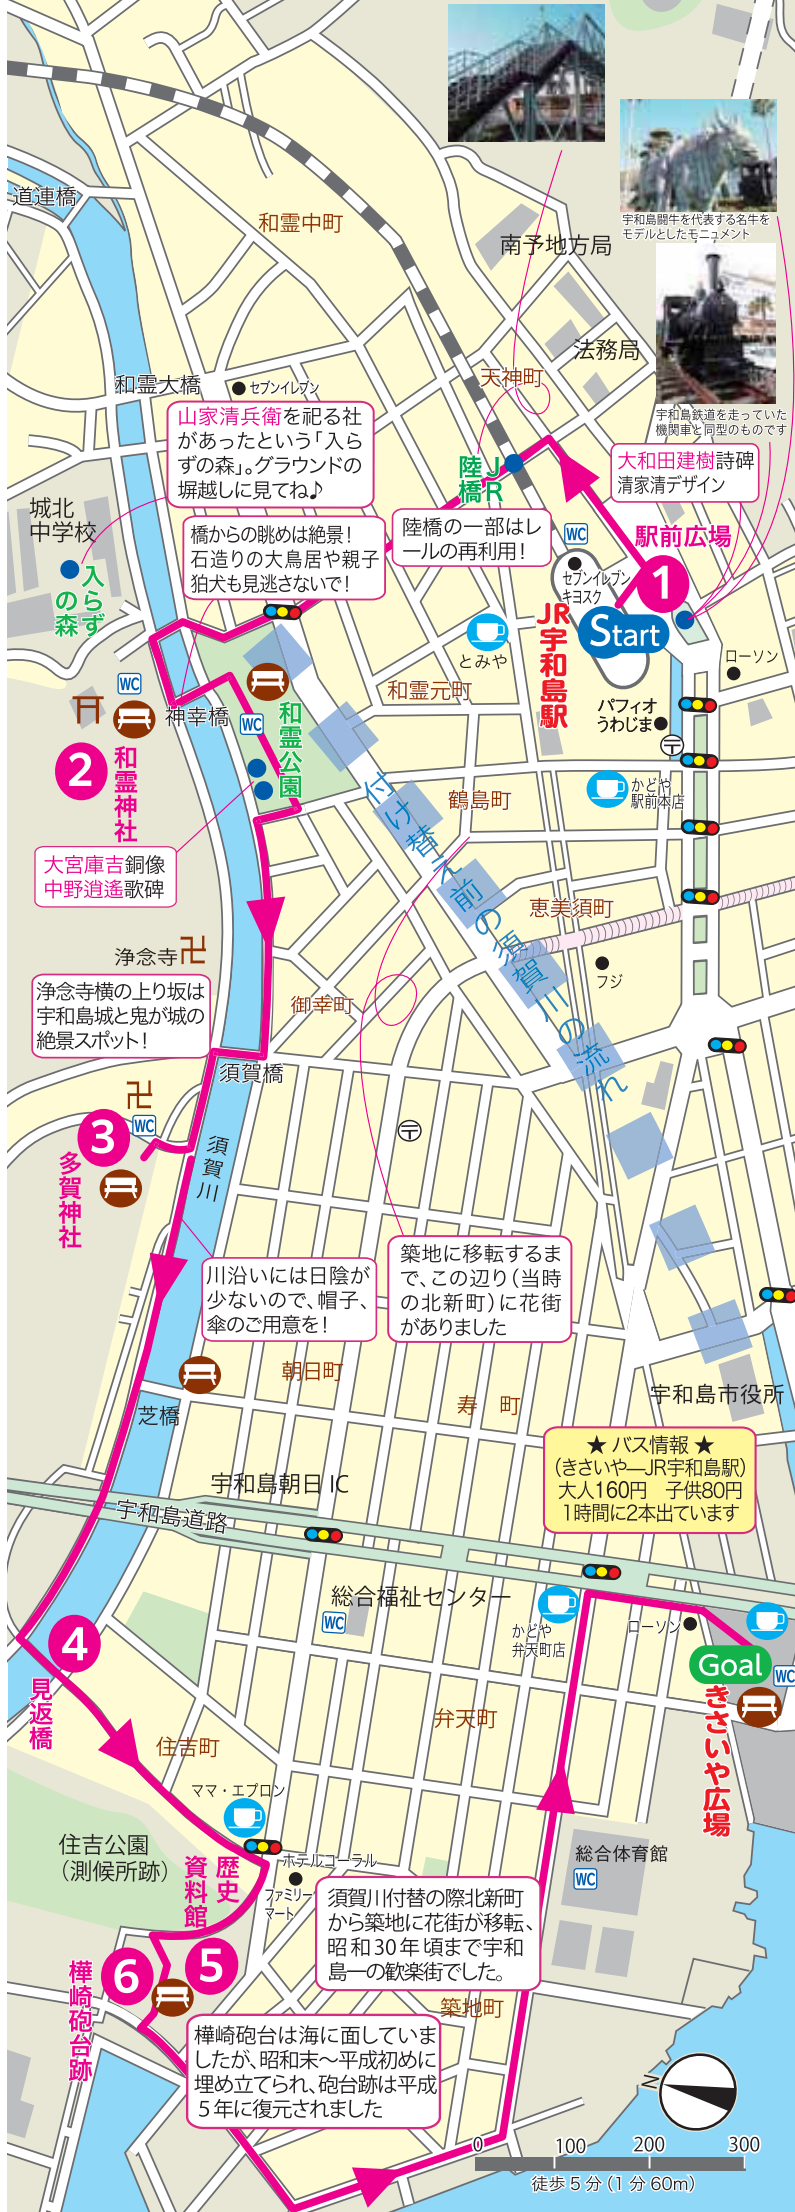 宇和島闘牛を代表する名牛を
モデルとしたモニュメント
道連橋
和霊中町
南予地方局
法務局
天神町
宇和島鉄道を走っていた
機関車と同型のものです
和霊大橋
セブンイレブン
山家清兵衛を祀る社
があったという「入ら
ずの森」。グラウンドの
塀越しに見てね♪
JR
陸橋
大和田建樹詩碑
清家清デザイン
城北
中学校
橋からの眺めは絶景!
石造りの大鳥居や親子
狛犬も見逃さないで!
陸橋の一部はレ
ールの再利用!
WC
駅前広場
1
セブンイレブン
キヨスク
入らず
の森
Start
JR宇和島駅
とみや
ローソン
WC
神幸橋
WC
和霊元町
パフィオ
うわじま
和霊公園
2
和霊神社
〒
かどや
駅前本店
鶴島町
付け替え前の須賀川の流れ
大宮庫吉銅像
中野逍遙歌碑
恵美須町
浄念寺
フジ
浄念寺横の上り坂は
宇和島城と鬼が城の
絶景スポット!
御幸町
須賀橋
WC
3
多賀神社
〒
須賀川
川沿いには日陰が
少ないので、帽子、
傘のご用意を!
築地に移転するま
で、この辺り(当時
の北新町)に花街
がありました
朝日町
寿 町
宇和島市役所
芝橋
★ バス情報 ★
(きさいや―JR宇和島駅)
大人160円 子供80円
1時間に2本出ています
宇和島朝日 IC
宇和島道路
総合福祉センター
WC
かどや
弁天町店
ローソン
4
見返橋
Goal
WC
きさいや広場
弁天町
住吉町
ママ・エプロン
住吉公園
(測候所跡)
ホテルコーラル
ファミリー
マート
歴史
資料館
総合体育館
WC
須賀川付替の際北新町
から築地に花街が移転、
昭和30年頃まで宇和
島一の歓楽街でした。
5
6
樺崎砲台跡
築地町
樺崎砲台は海に面していま
したが、昭和末〜平成初めに
埋め立てられ、砲台跡は平成
5年に復元されました
N
0 100 200 300
徒歩 5 分 (1 分 60m)